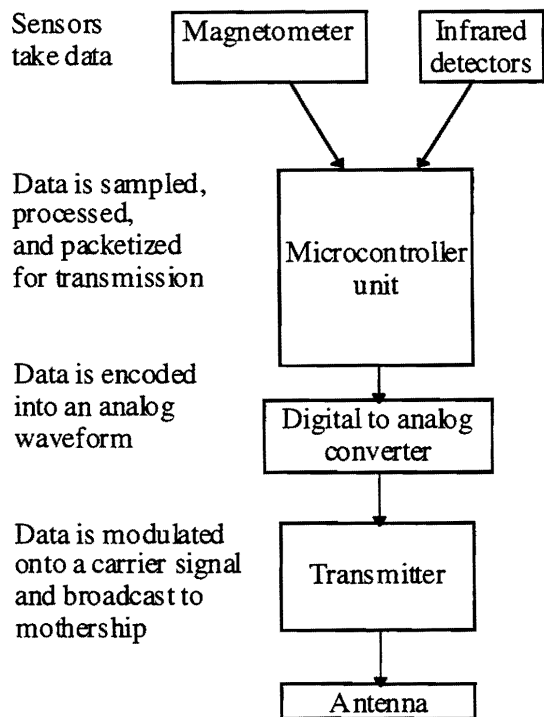 Sensors
take data
Magnetometer
Infrared
detectors
Data is sampled,
processed,
and packetized
for transmission
Microcontroller
unit
Data is encoded
into an analog
waveform
Digital to analog
converter
Data is modulated
onto a carrier signal
and broadcast to
mothership
Transmitter
Antenna